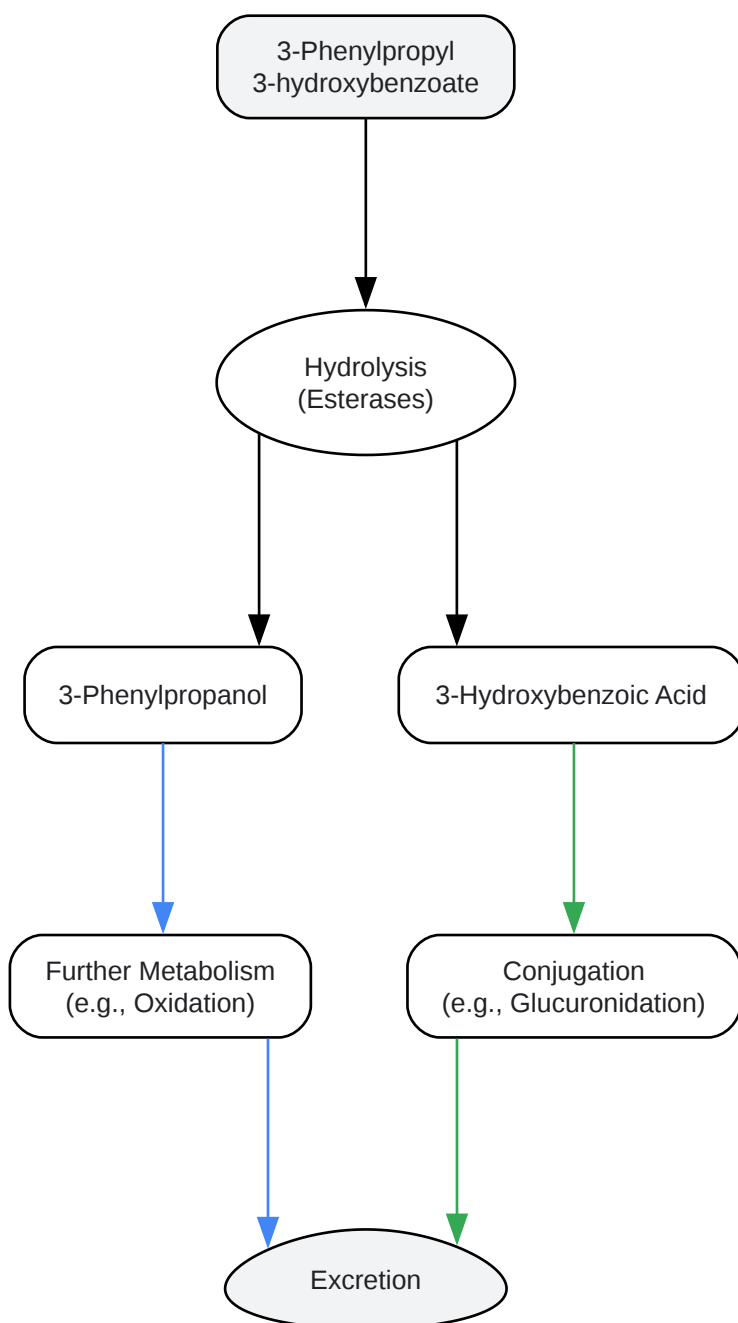 3-Phenylpropyl
3-hydroxybenzoate
Hydrolysis
(Esterases)
3-Phenylpropanol
3-Hydroxybenzoic Acid
Further Metabolism
(e.g., Oxidation)
Conjugation
(e.g., Glucuronidation)
Excretion